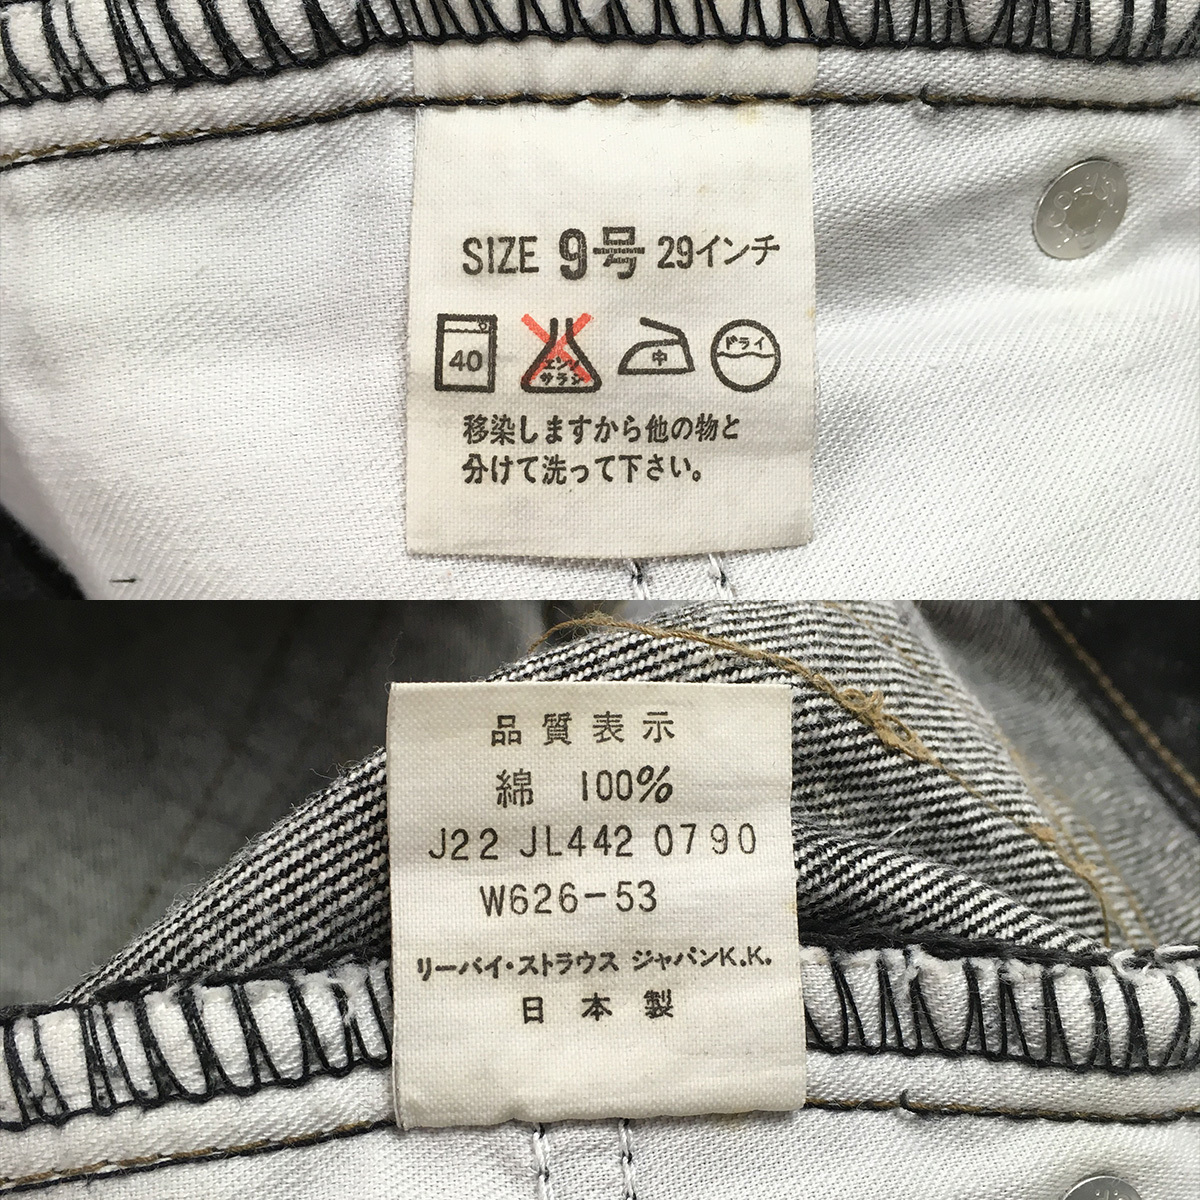 SIZE 9号 29インチ
40
エンソ
サラシ
中
ドライ
移染しますから他の物と
分けて洗って下さい。
品質表示
綿 100%
J22 JL442 0790
W626-53
リーバイ・ストラウス ジャパンK.K.
日本製